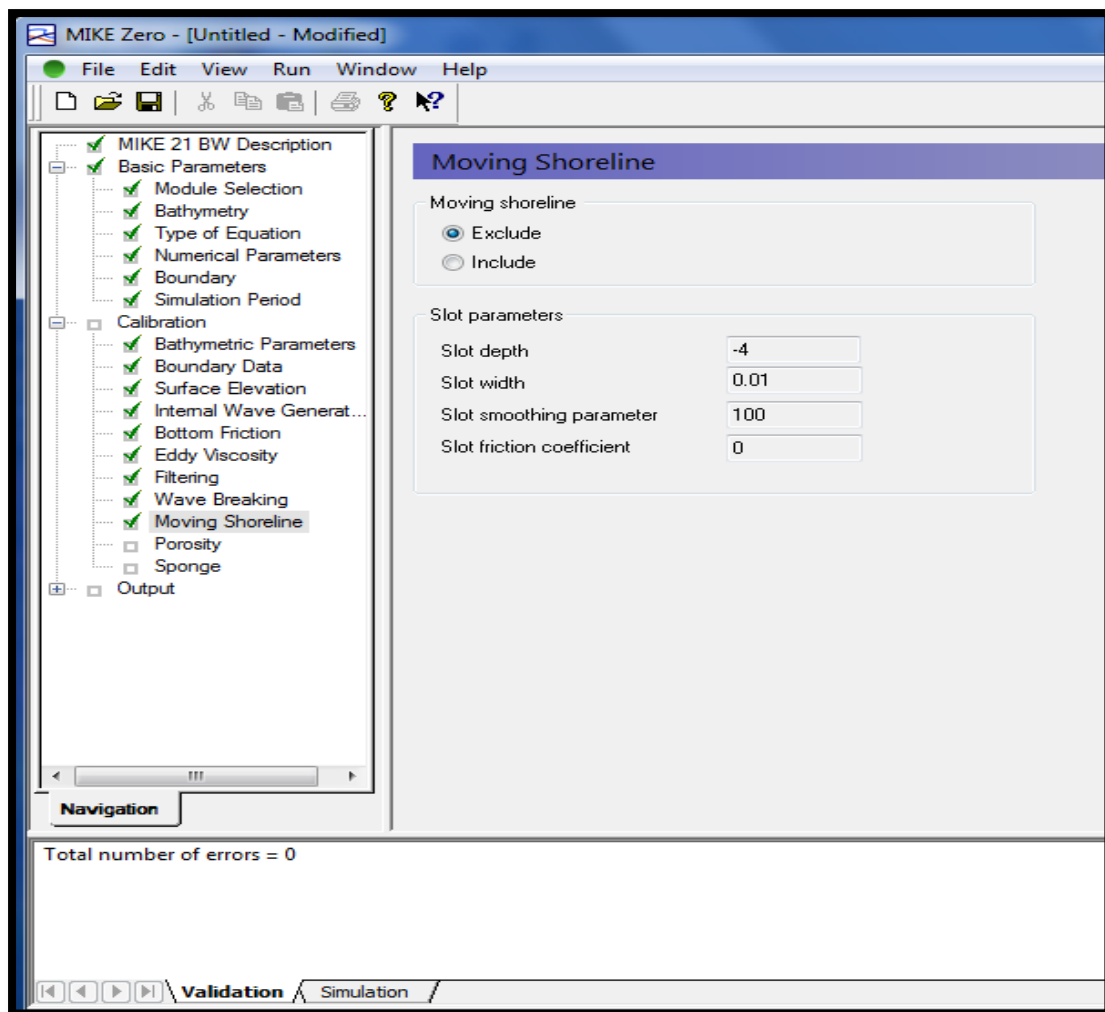 MIKE Zero - [Untitled - Modified]
File Edit View Run Window Help
MIKE 21 BW Description
Basic Parameters
Module Selection
Bathymetry
Type of Equation
Numerical Parameters
Boundary
Simulation Period
Calibration
Bathymetric Parameters
Boundary Data
Surface Elevation
Internal Wave Generat...
Bottom Friction
Eddy Viscosity
Filtering
Wave Breaking
Moving Shoreline
Porosity
Sponge
Output
Navigation
Moving Shoreline
Moving shoreline
Exclude
Include
Slot parameters
Slot depth -4
Slot width 0.01
Slot smoothing parameter 100
Slot friction coefficient 0
Total number of errors = 0
Validation Simulation